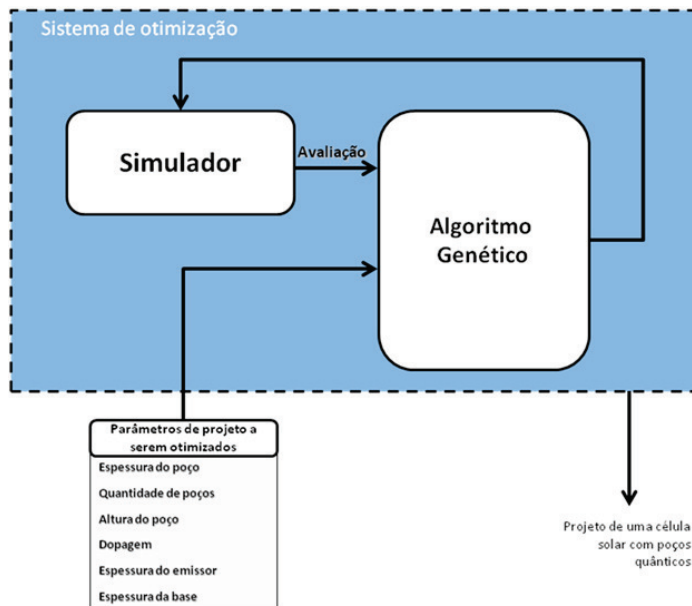 Sistema de otimização
Simulador
Avaliação
Algoritmo
Genético
Parâmetros de projeto a
serem otimizados
Espessura do poço
Quantidade de poços
Altura do poço
Dopagem
Espessura do emissor
Espessura da base
Projeto de uma célula
solar com poços
quânticos